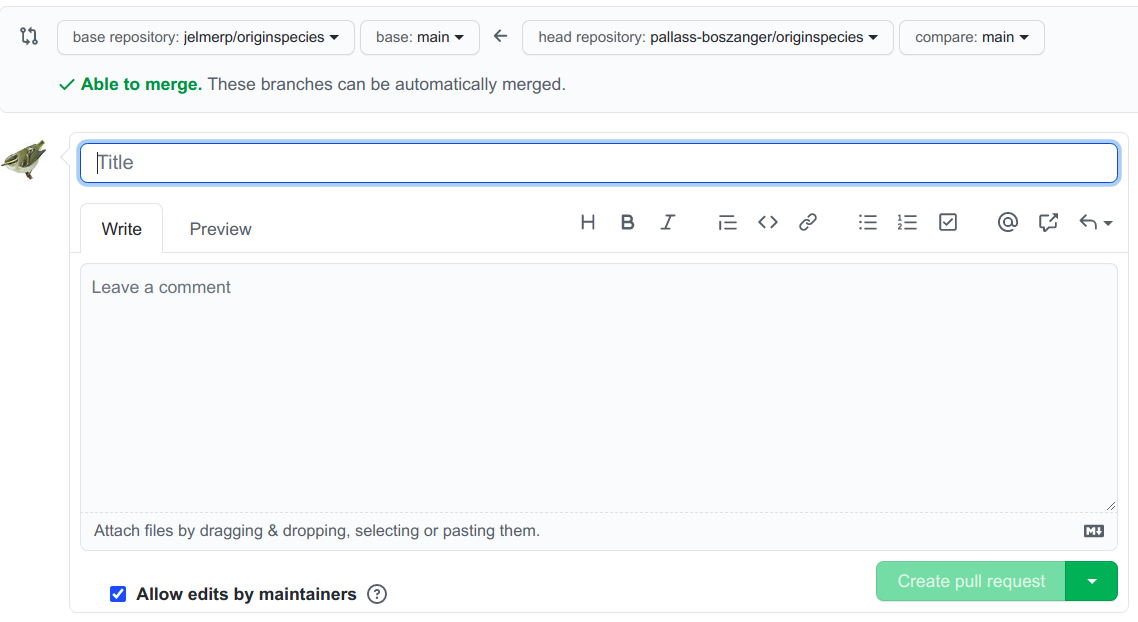 base repository: jelmerp/originspecies base: main head repository: pallass-boszanger/originspecies compare: main
Able to merge. These branches can be automatically merged.
Title
Write Preview H B I @
Leave a comment
Attach files by dragging & dropping, selecting or pasting them. M↓
Allow edits by maintainers ? Create pull request